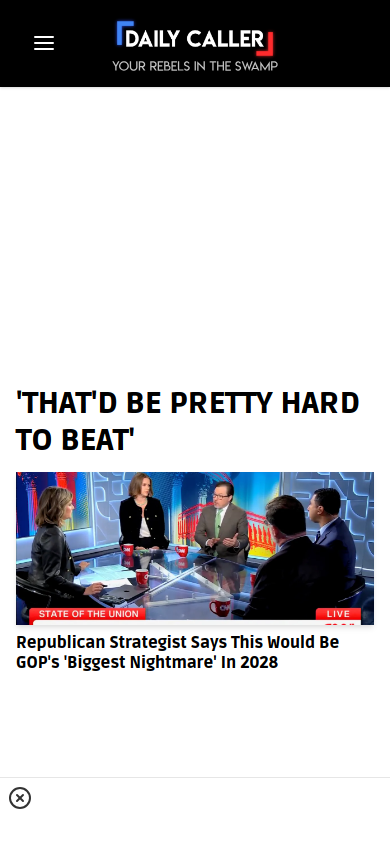 DAILY CALLER
YOUR REBELS IN THE SWAMP
'THAT'D BE PRETTY HARD
TO BEAT'
CNN
STATE OF THE UNION
LIVE
Republican Strategist Says This Would Be
GOP's 'Biggest Nightmare' In 2028